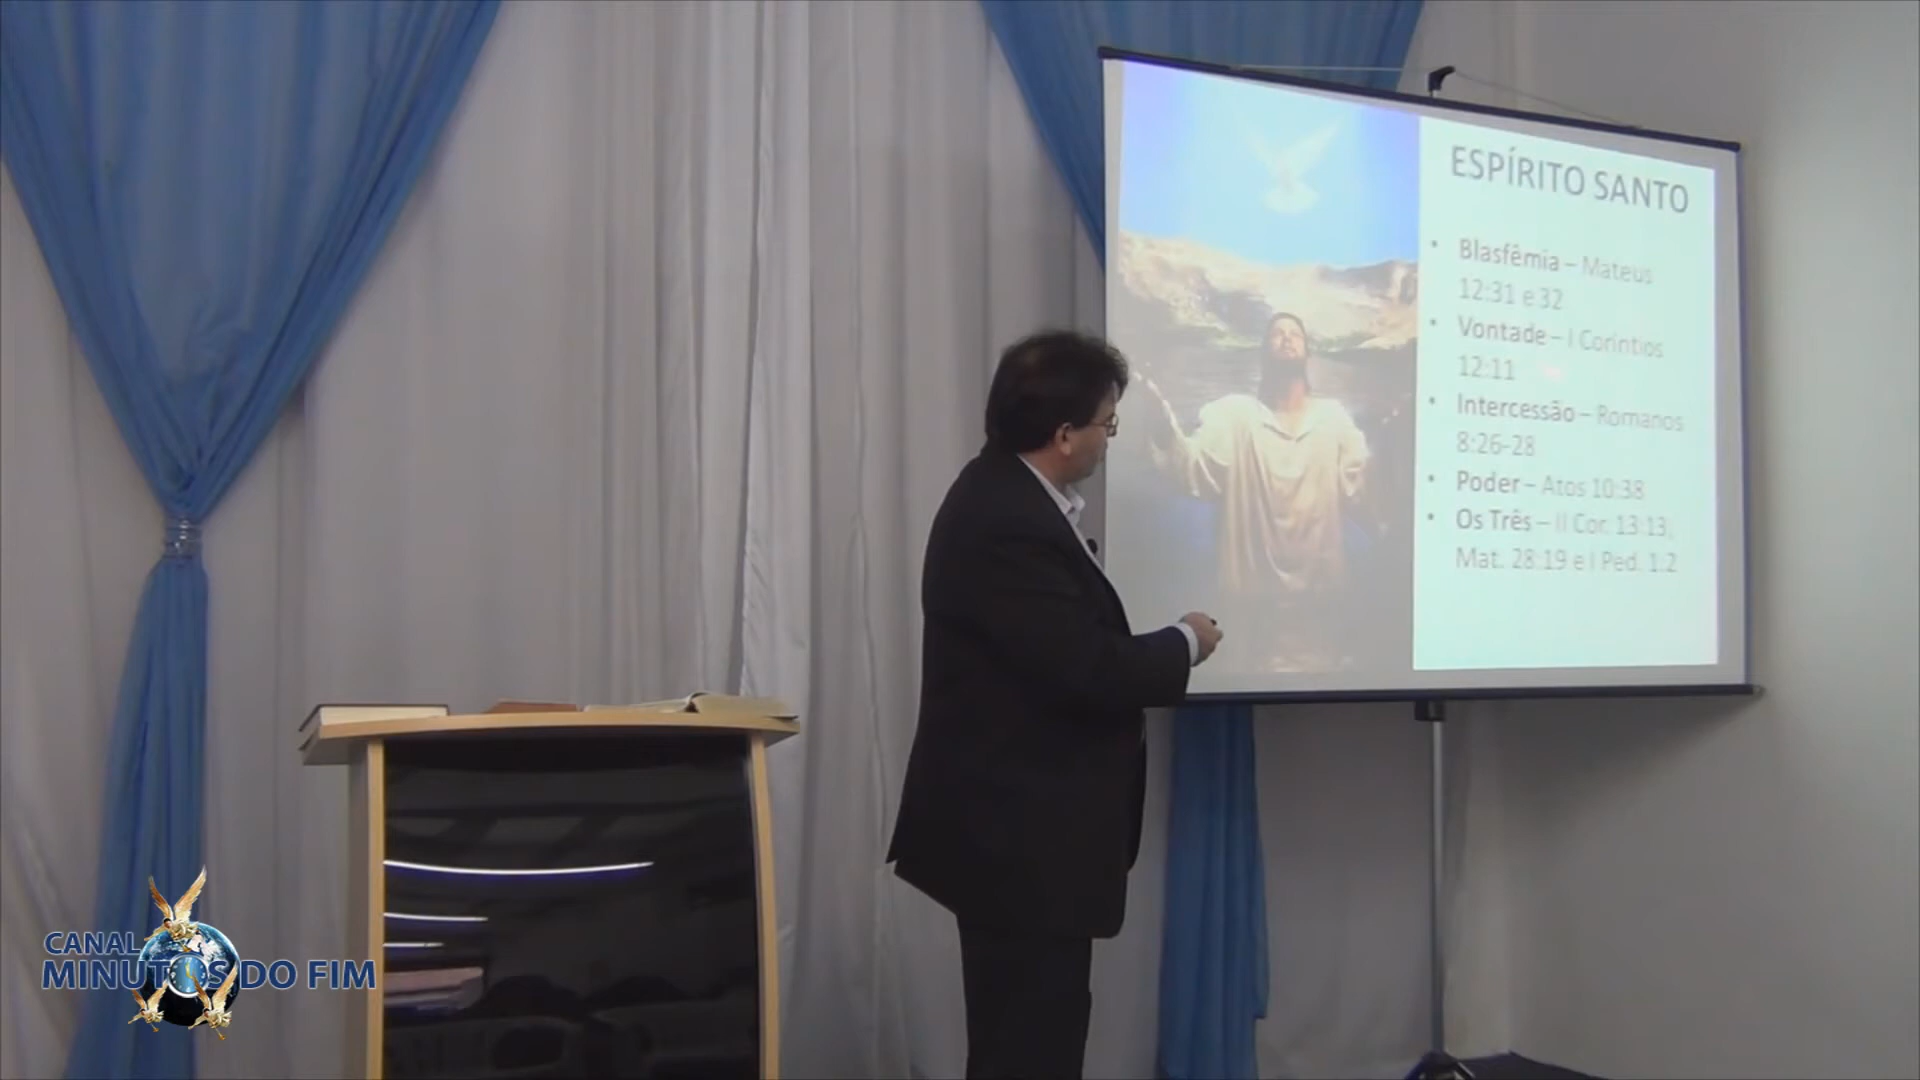 ESPÍRITO SANTO
• Blasfêmia – Mateus
12:31 e 32
• Vontade – I Coríntios
12:11
• Intercessão – Romanos
8:26-28
• Poder – Atos 10:38
• Os Três – II Cor. 13:13,
Mat. 28:19 e I Ped. 1:2
CANAL
MINUTOS DO FIM